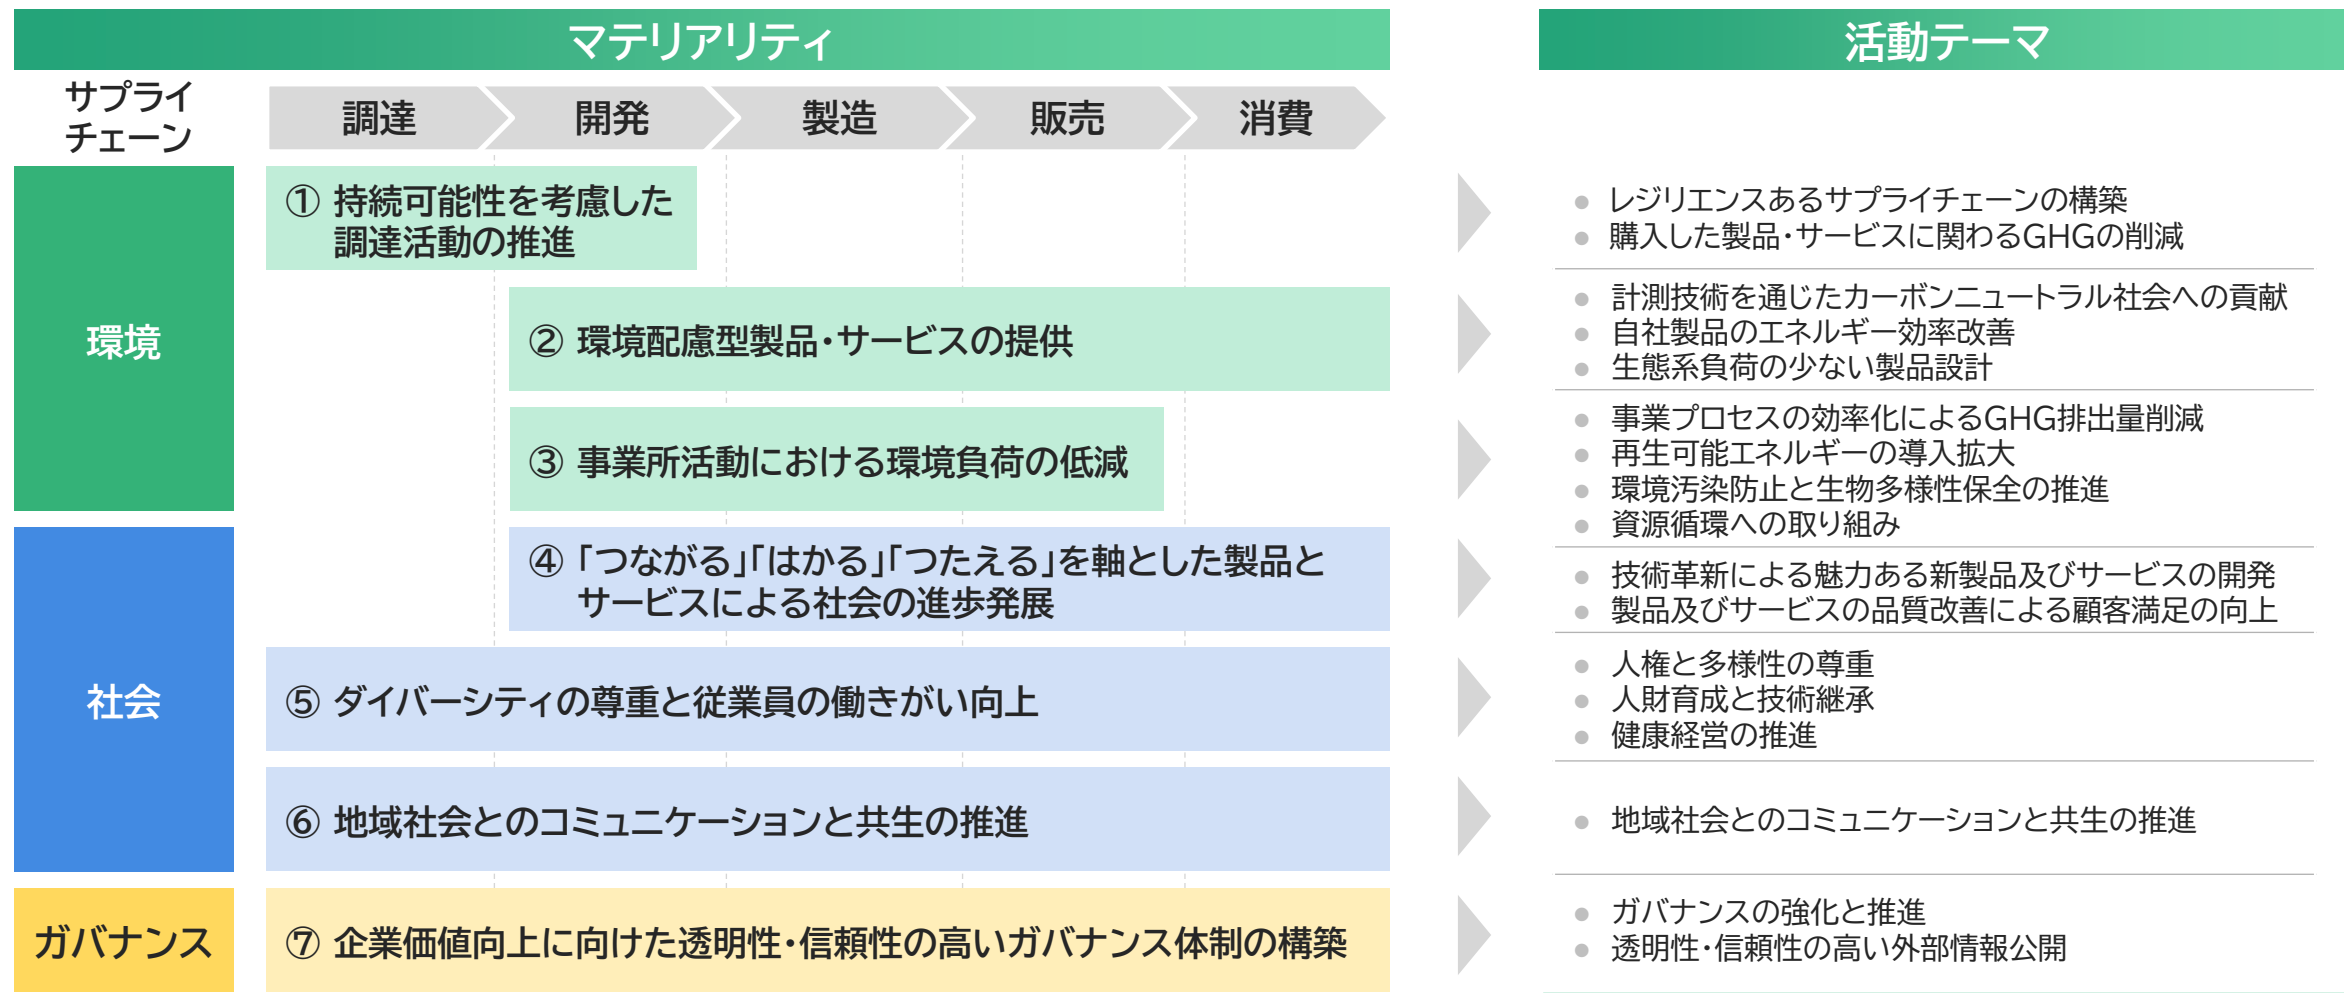 マテリアリティ
活動テーマ
サプライ
チェーン
調達
開発
製造
販売
消費
環境
① 持続可能性を考慮した
調達活動の推進
● レジリエンスあるサプライチェーンの構築
● 購入した製品・サービスに関わるGHGの削減
② 環境配慮型製品・サービスの提供
● 計測技術を通じたカーボンニュートラル社会への貢献
● 自社製品のエネルギー効率改善
● 生態系負荷の少ない製品設計
③ 事業所活動における環境負荷の低減
● 事業プロセスの効率化によるGHG排出量削減
● 再生可能エネルギーの導入拡大
● 環境汚染防止と生物多様性保全の推進
● 資源循環への取り組み
社会
④ 「つながる」「はかる」「つたえる」を軸とした製品と
サービスによる社会の進歩発展
● 技術革新による魅力ある新製品及びサービスの開発
● 製品及びサービスの品質改善による顧客満足の向上
⑤ ダイバーシティの尊重と従業員の働きがい向上
● 人権と多様性の尊重
● 人財育成と技術継承
● 健康経営の推進
⑥ 地域社会とのコミュニケーションと共生の推進
● 地域社会とのコミュニケーションと共生の推進
ガバナンス
⑦ 企業価値向上に向けた透明性・信頼性の高いガバナンス体制の構築
● ガバナンスの強化と推進
● 透明性・信頼性の高い外部情報公開